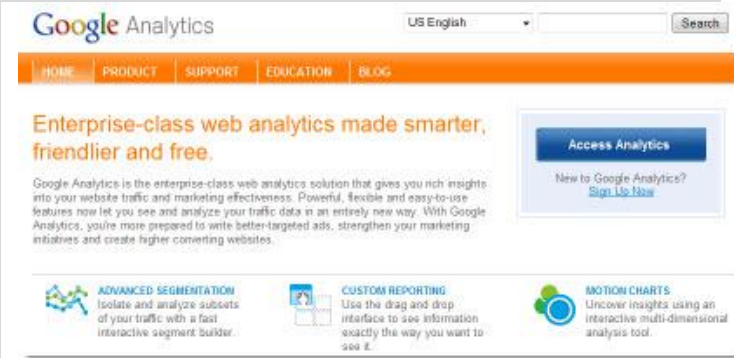 Google Analytics
US English
Search
HOME PRODUCT SUPPORT EDUCATION BLOG
Enterprise-class web analytics made smarter,
friendlier and free.
Google Analytics is the enterprise-class web analytics solution that gives you rich insights
into your website traffic and marketing effectiveness. Powerful, flexible and easy-to-use
features now let you see and analyze your traffic data in an entirely new way. With Google
Analytics, you're more prepared to write better-targeted ads, strengthen your marketing
initiatives and create higher converting websites.
Access Analytics
New to Google Analytics?
Sign Up Now
ADVANCED SEGMENTATION
Isolate and analyze subsets
of your traffic with a fast
interactive segment builder.
CUSTOM REPORTING
Use the drag and drop
interface to see information
exactly the way you want to
see it.
MOTION CHARTS
Uncover insights using an
interactive multi-dimensional
analysis tool.